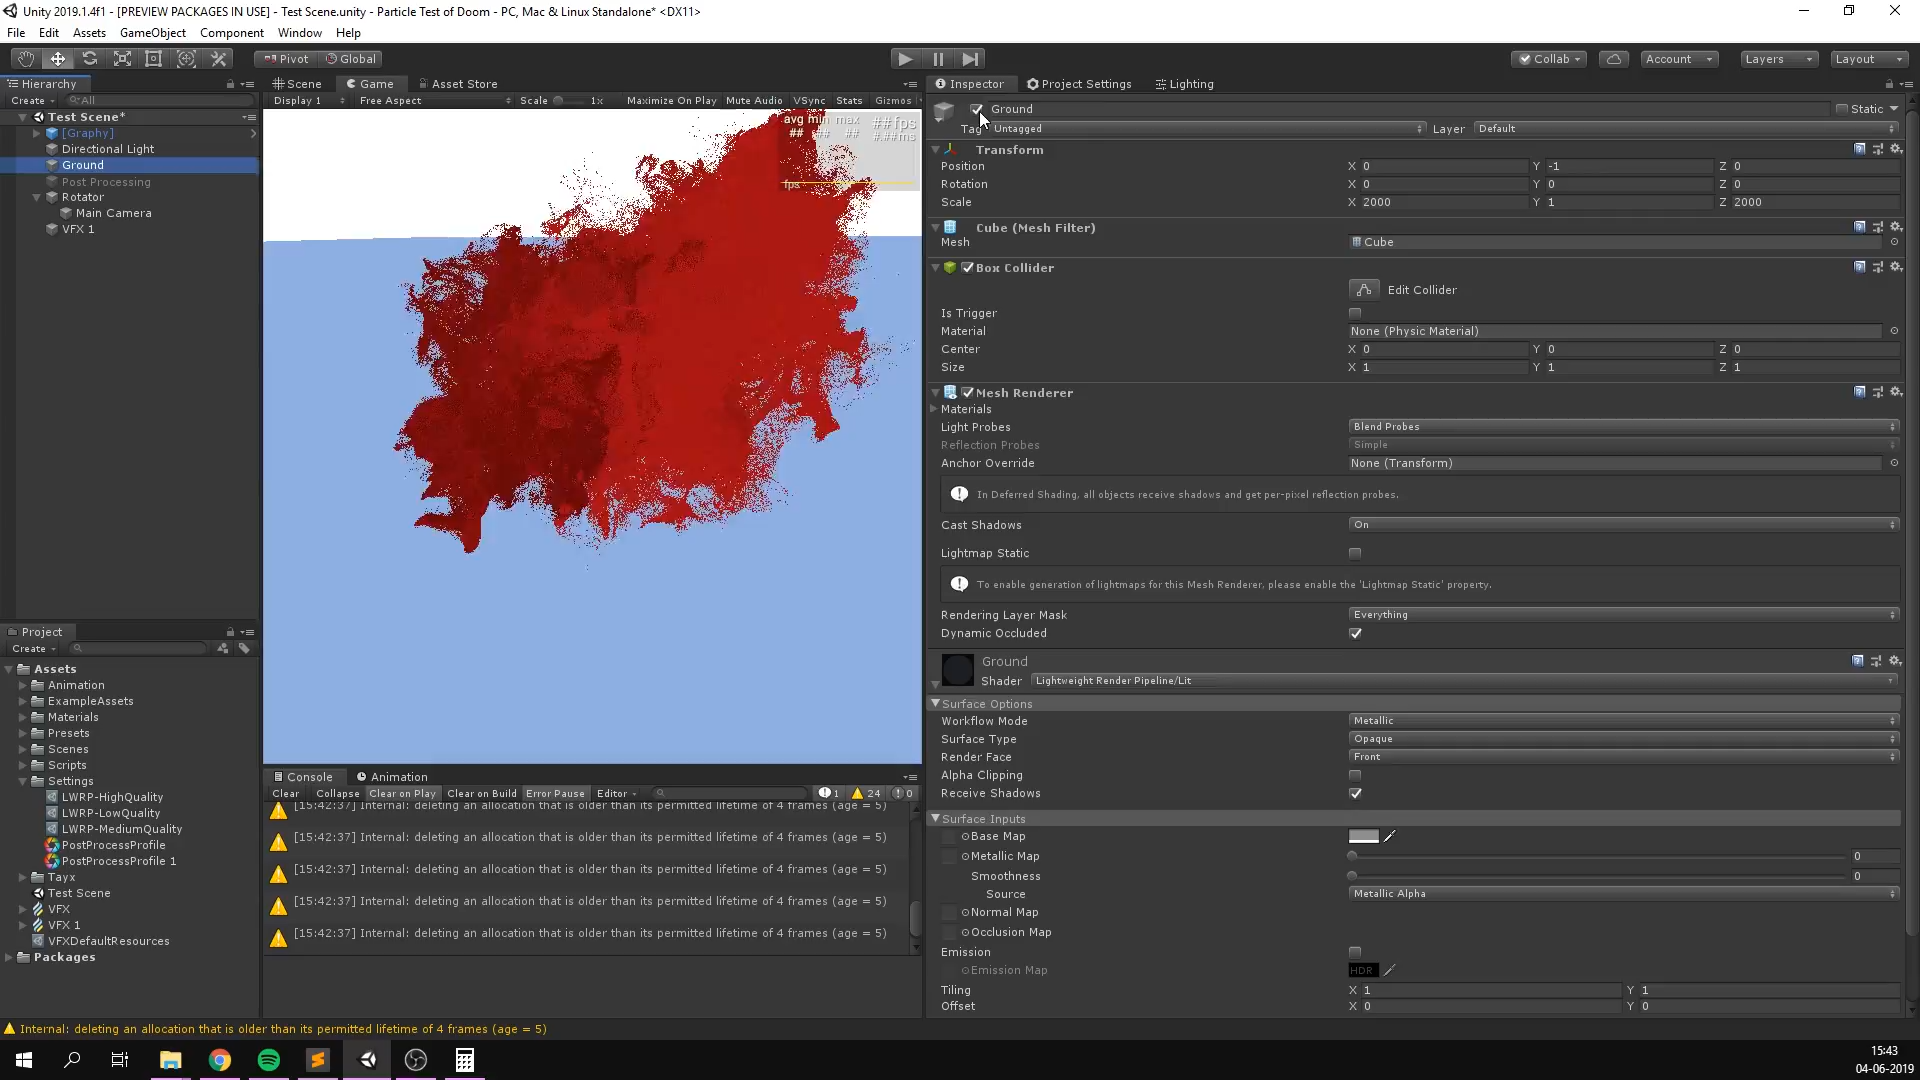 Unity 2019.1.4f1 - [PREVIEW PACKAGES IN USE] - Test Scene.unity - Particle Test of Doom - PC, Mac & Linux Standalone* <DX11>
File Edit Assets GameObject Component Window Help
Pivot Global Collab Account Layers Layout
Hierarchy
Create All
Test Scene*
[Graphy]
Directional Light
Ground
Post Processing
Rotator
Main Camera
VFX 1
Scene Game Asset Store
Display 1 Free Aspect Scale 1x Maximize On Play Mute Audio VSync Stats Gizmos
avg min max ##fps
## ## ## #.##ms
fps
Inspector Project Settings Lighting
Ground Static
Tag Untagged Layer Default
Transform
Position X 0 Y -1 Z 0
Rotation X 0 Y 0 Z 0
Scale X 2000 Y 1 Z 2000
Cube (Mesh Filter)
Mesh Cube
Box Collider
Edit Collider
Is Trigger
Material None (Physic Material)
Center X 0 Y 0 Z 0
Size X 1 Y 1 Z 1
Mesh Renderer
Materials
Light Probes Blend Probes
Reflection Probes Simple
Anchor Override None (Transform)
In Deferred Shading, all objects receive shadows and get per-pixel reflection probes.
Cast Shadows On
Lightmap Static
To enable generation of lightmaps for this Mesh Renderer, please enable the 'Lightmap Static' property.
Rendering Layer Mask Everything
Dynamic Occluded
Ground
Shader Lightweight Render Pipeline/Lit
Surface Options
Workflow Mode Metallic
Surface Type Opaque
Render Face Front
Alpha Clipping
Receive Shadows
Surface Inputs
Base Map
Metallic Map 0
Smoothness 0
Source Metallic Alpha
Normal Map
Occlusion Map
Emission
Emission Map HDR
Tiling X 1 Y 1
Offset X 0 Y 0
Project
Create
Assets
Animation
ExampleAssets
Materials
Presets
Scenes
Scripts
Settings
LWRP-HighQuality
LWRP-LowQuality
LWRP-MediumQuality
PostProcessProfile
PostProcessProfile 1
Tayx
Test Scene
VFX
VFX 1
VFXDefaultResources
Packages
Console Animation
Clear Collapse Clear on Play Clear on Build Error Pause Editor 1 24 0
[15:42:37] Internal: deleting an allocation that is older than its permitted lifetime of 4 frames (age = 5)
[15:42:37] Internal: deleting an allocation that is older than its permitted lifetime of 4 frames (age = 5)
[15:42:37] Internal: deleting an allocation that is older than its permitted lifetime of 4 frames (age = 5)
[15:42:37] Internal: deleting an allocation that is older than its permitted lifetime of 4 frames (age = 5)
[15:42:37] Internal: deleting an allocation that is older than its permitted lifetime of 4 frames (age = 5)
Internal: deleting an allocation that is older than its permitted lifetime of 4 frames (age = 5)
15:43
04-06-2019